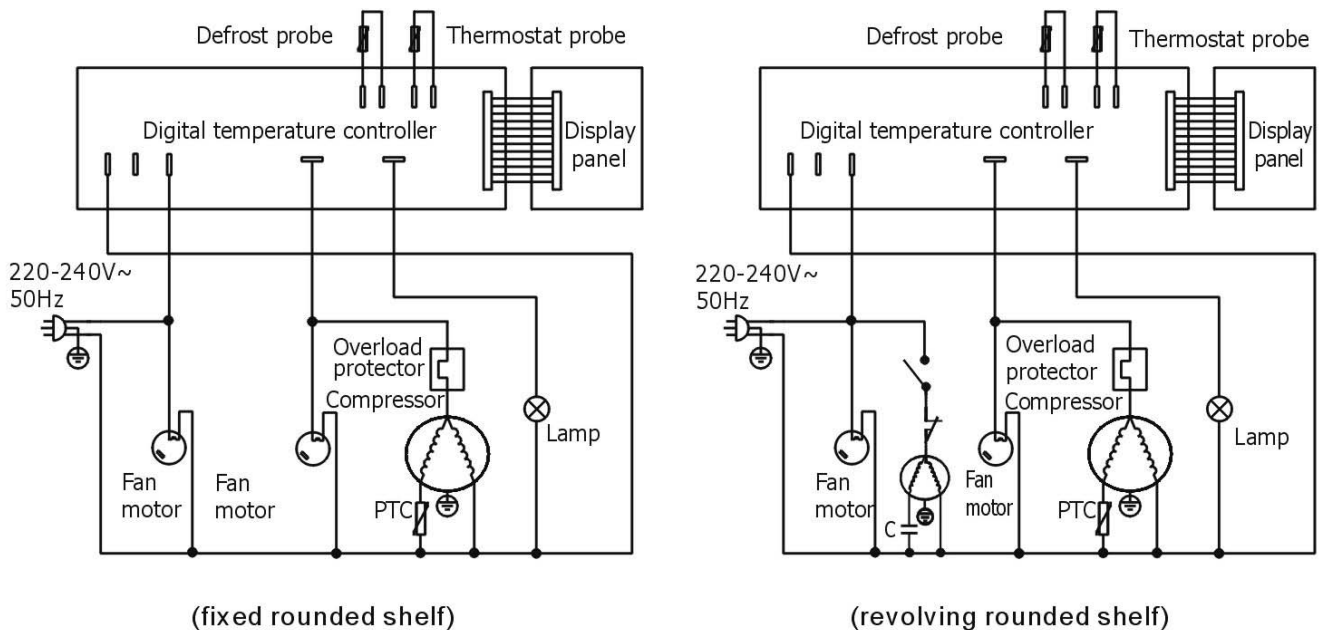 Defrost probe
Thermostat probe
Digital temperature controller
Display
panel
220-240V~
50Hz
Overload
protector
Compressor
Lamp
Fan
motor
Fan
motor
PTC
(fixed rounded shelf)
Defrost probe
Thermostat probe
Digital temperature controller
Display
panel
220-240V~
50Hz
Overload
protector
Compressor
Lamp
Fan
motor
C
Fan
motor
PTC
(revolving rounded shelf)